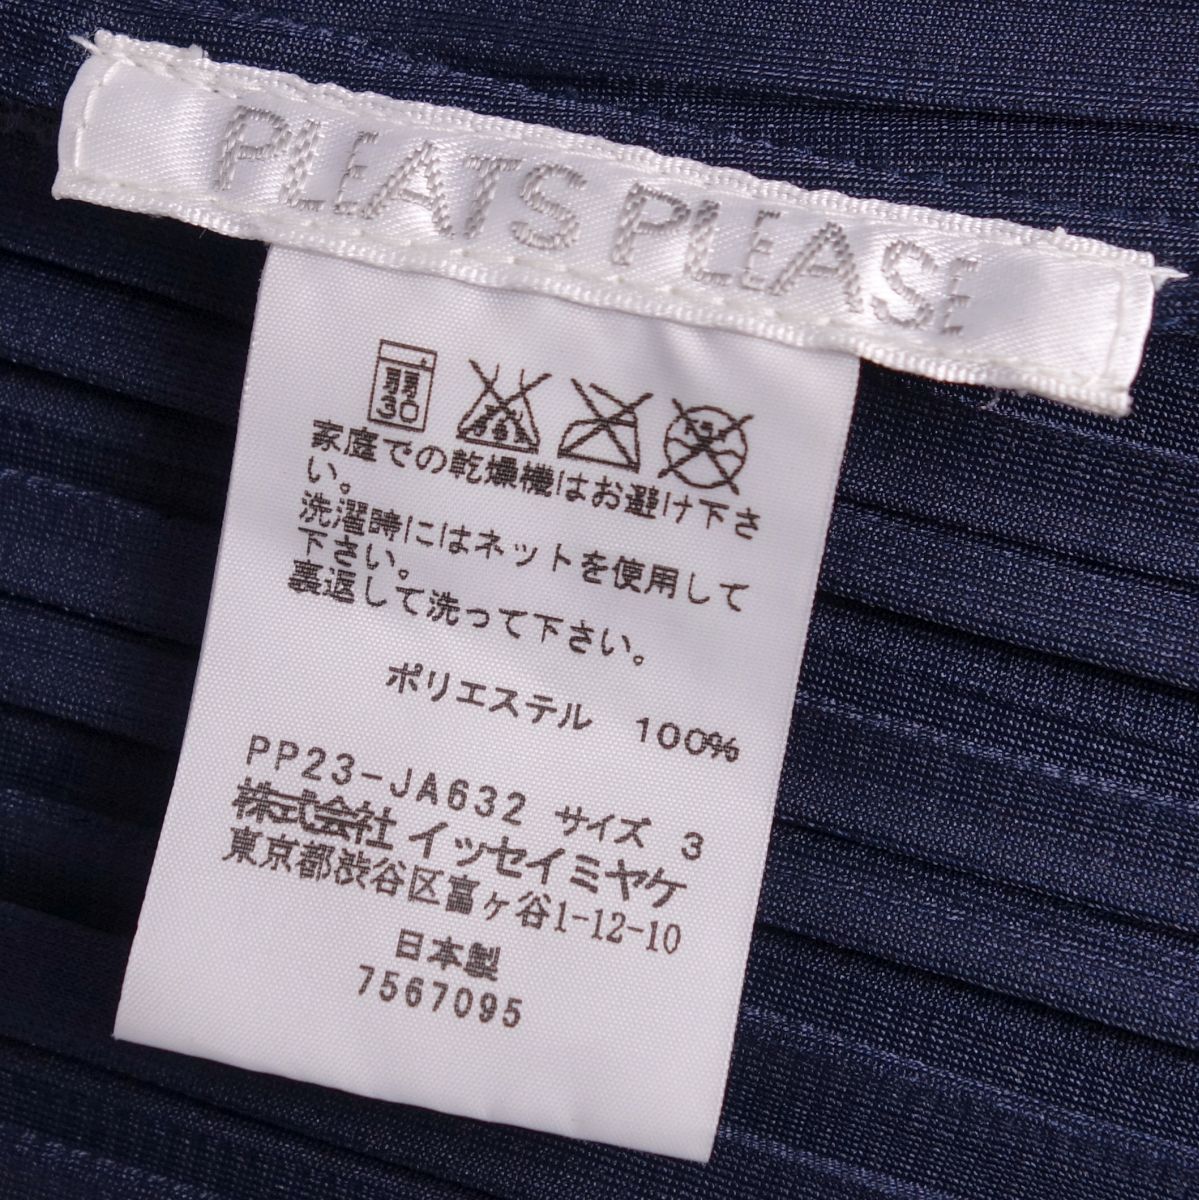 PLEATS PLEASE
弱
30
家庭での乾燥機はお避け下さ
い。
洗濯時にはネットを使用して
下さい。
裏返して洗って下さい。
ポリエステル 100%
PP23-JA632 サイズ 3
株式会社 イッセイミヤケ
東京都渋谷区富ヶ谷1-12-10
日本製
7567095